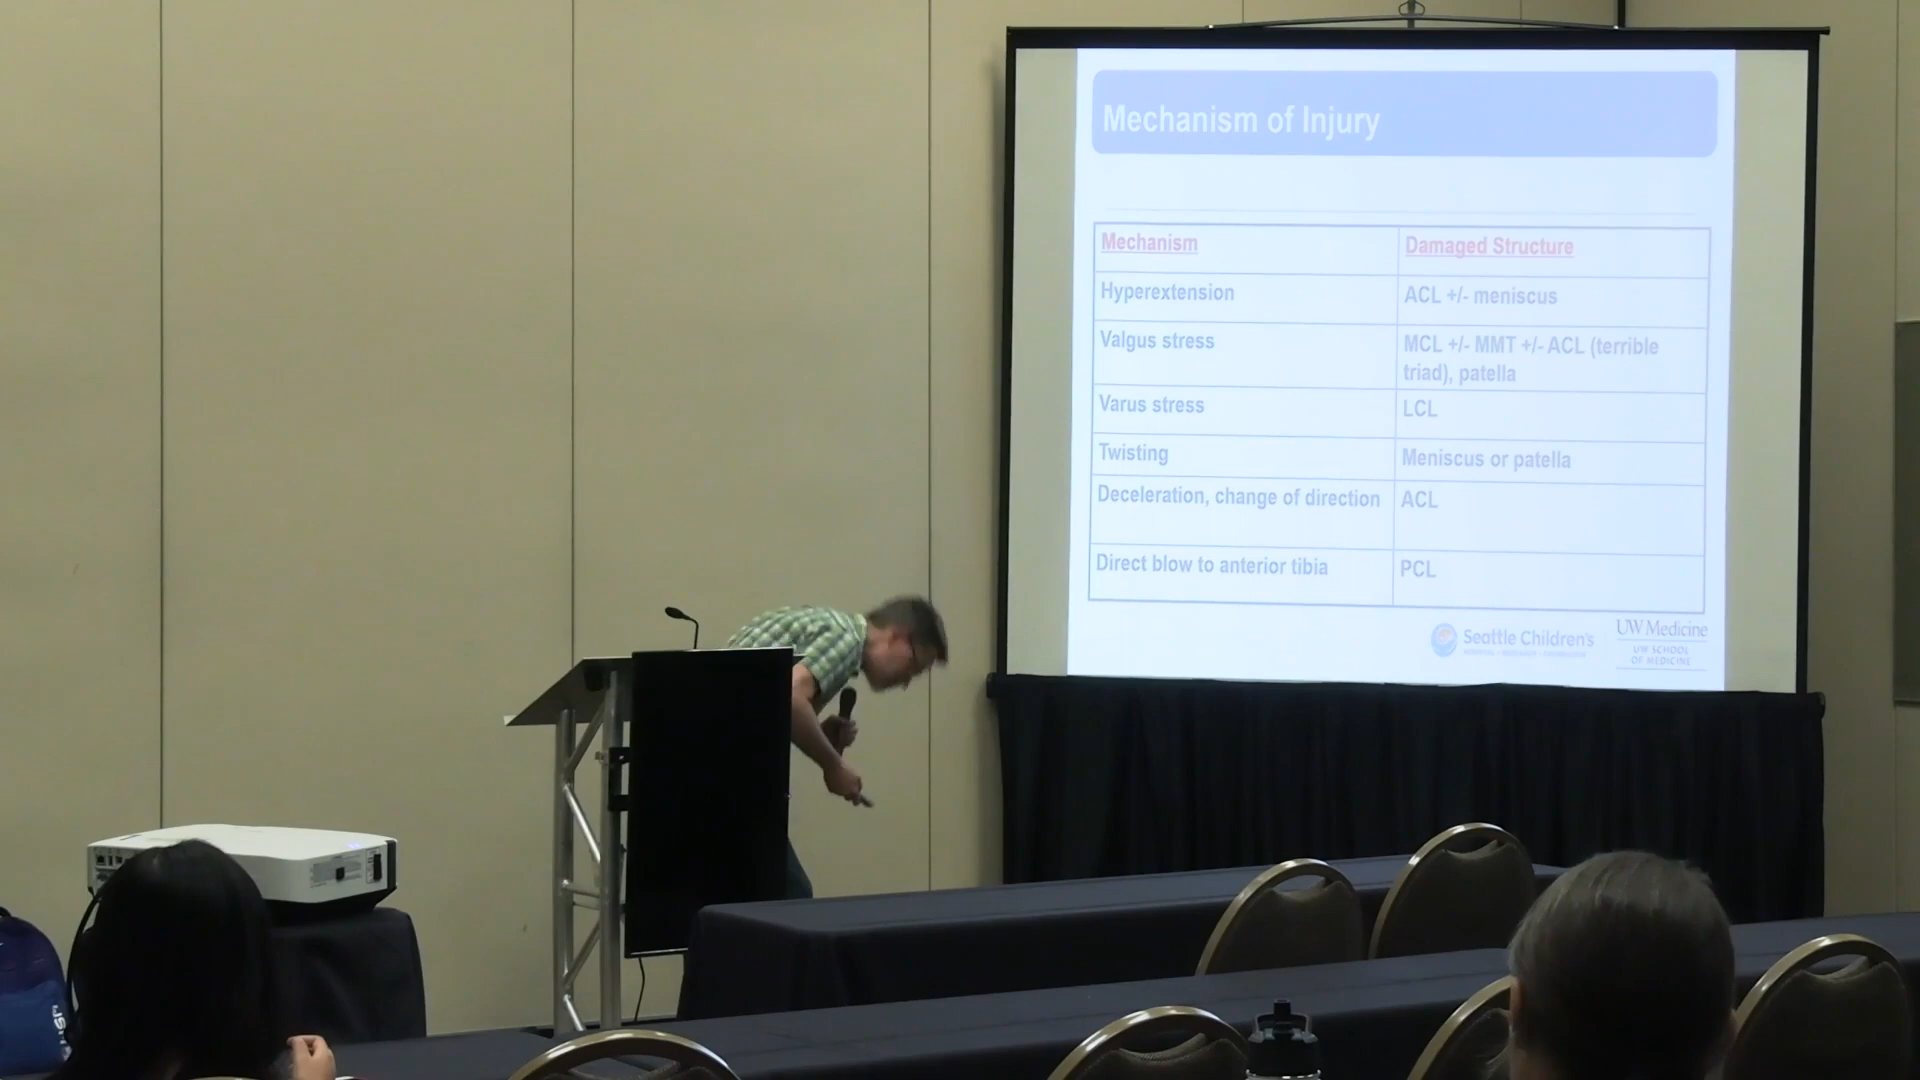 Mechanism of Injury
Mechanism Damaged Structure
Hyperextension ACL +/- meniscus
Valgus stress MCL +/- MMT +/- ACL (terrible
triad), patella
Varus stress LCL
Twisting Meniscus or patella
Deceleration, change of direction ACL
Direct blow to anterior tibia PCL
Seattle Children's
UW Medicine
UW SCHOOL
OF MEDICINE